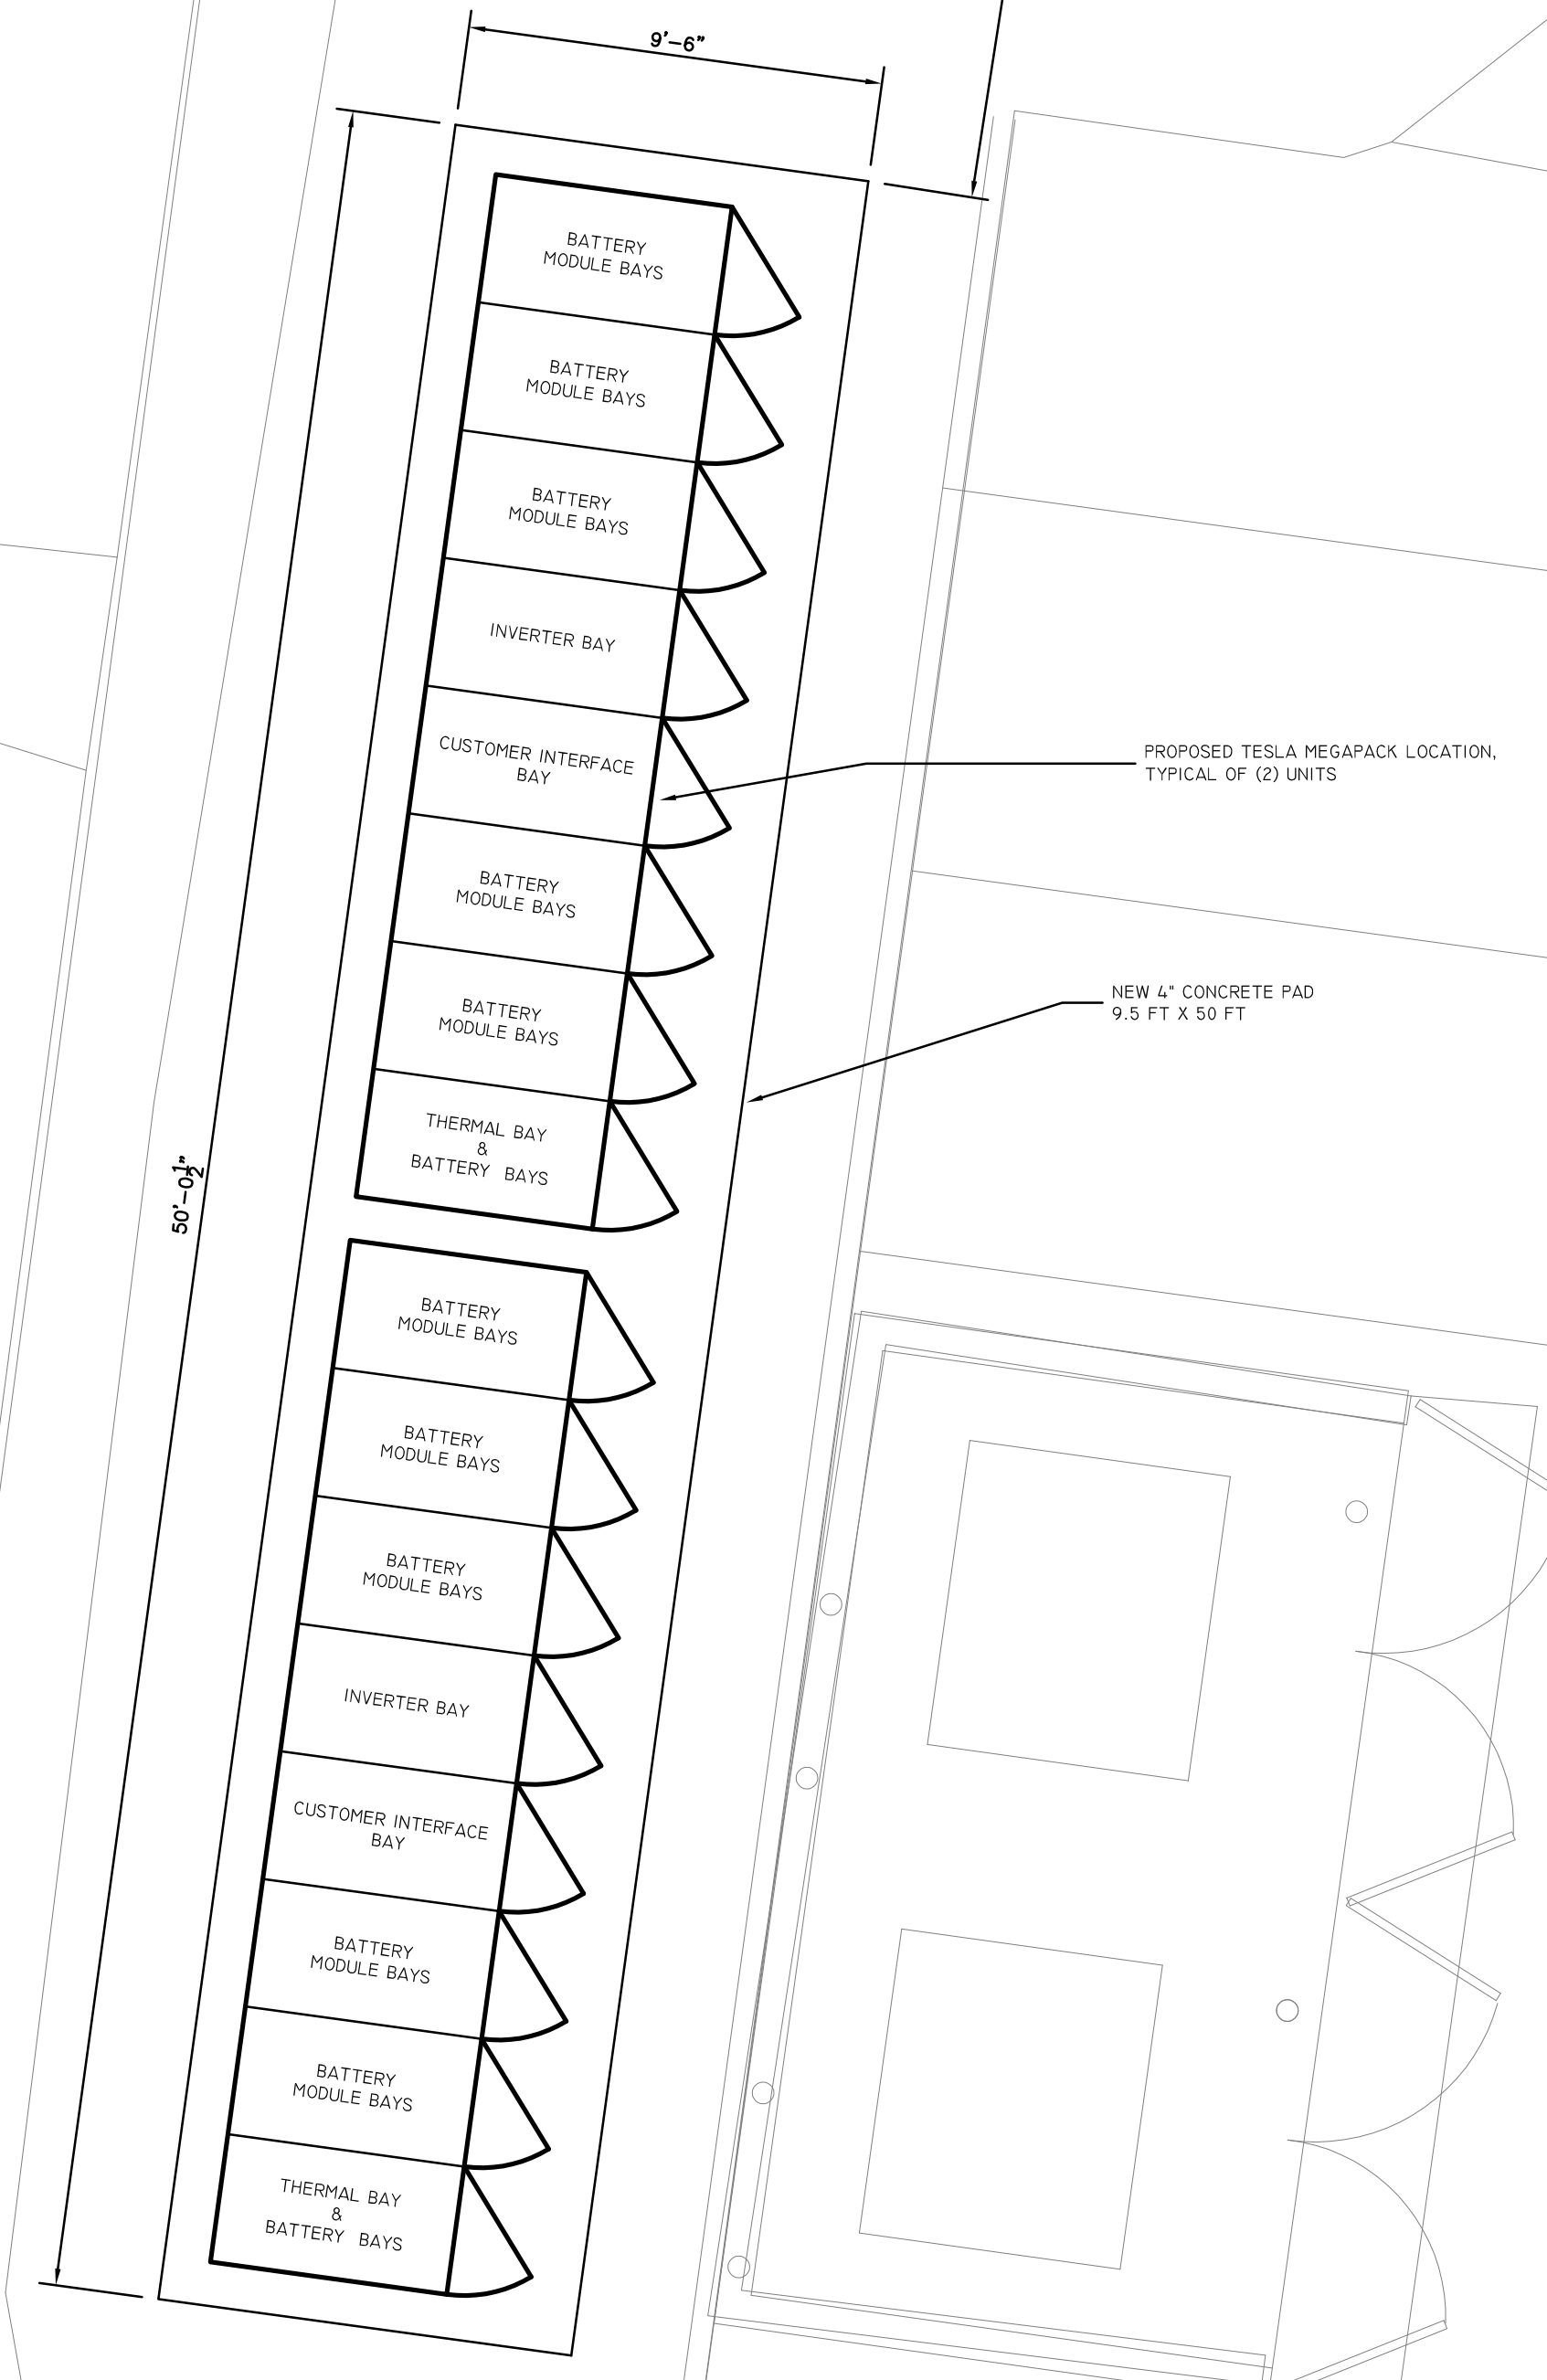 9'-6"
BATTERY
MODULE BAYS
BATTERY
MODULE BAYS
BATTERY
MODULE BAYS
INVERTER BAY
CUSTOMER INTERFACE
BAY
PROPOSED TESLA MEGAPACK LOCATION,
TYPICAL OF (2) UNITS
BATTERY
MODULE BAYS
NEW 4" CONCRETE PAD
9.5 FT X 50 FT
BATTERY
MODULE BAYS
THERMAL BAY
&
BATTERY BAYS
50'-0 1/2"
BATTERY
MODULE BAYS
BATTERY
MODULE BAYS
BATTERY
MODULE BAYS
INVERTER BAY
CUSTOMER INTERFACE
BAY
BATTERY
MODULE BAYS
BATTERY
MODULE BAYS
THERMAL BAY
&
BATTERY BAYS